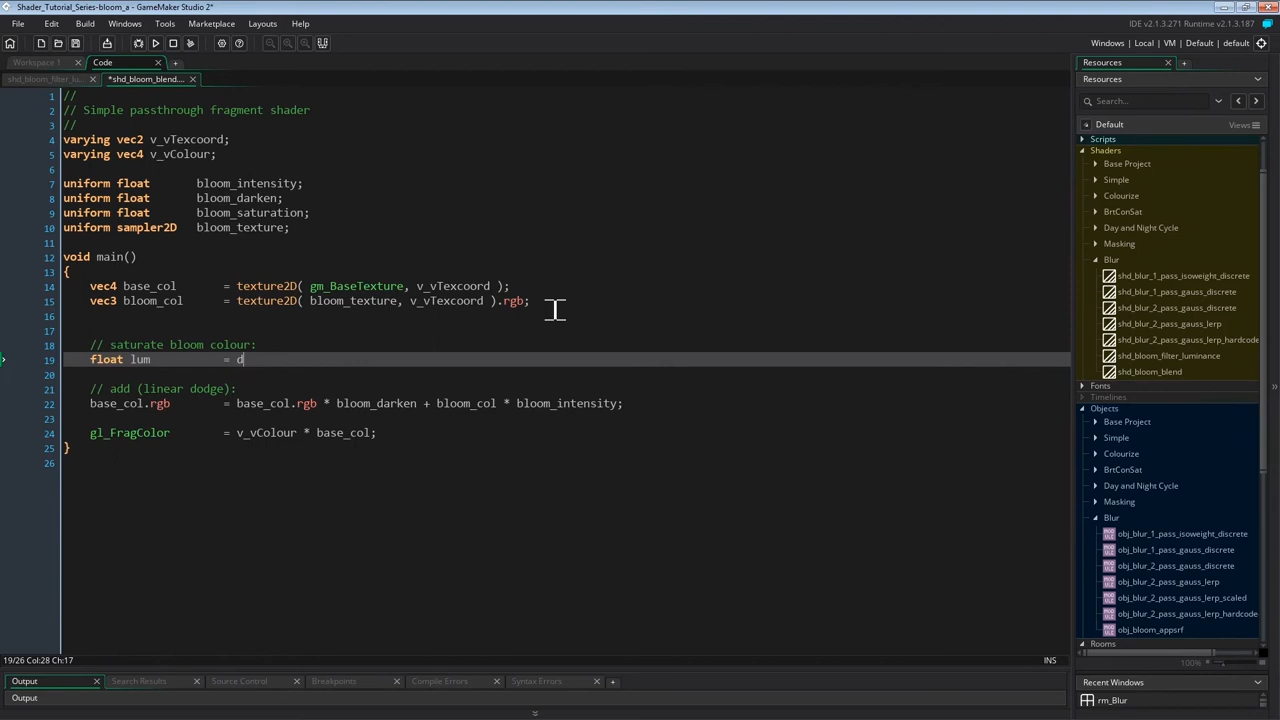 Shader_Tutorial_Series-bloom_a* - GameMaker Studio 2*
File Edit Build Windows Tools Marketplace Layouts Help
IDE v2.1.3.271 Runtime v2.1.3.187
Windows | Local | VM | Default | default
Workspace 1
Code
shd_bloom_filter_lu...
*shd_bloom_blend....
1 //
2 // Simple passthrough fragment shader
3 //
4 varying vec2 v_vTexcoord;
5 varying vec4 v_vColour;
6
7 uniform float bloom_intensity;
8 uniform float bloom_darken;
9 uniform float bloom_saturation;
10 uniform sampler2D bloom_texture;
11
12 void main()
13 {
14 vec4 base_col = texture2D( gm_BaseTexture, v_vTexcoord );
15 vec3 bloom_col = texture2D( bloom_texture, v_vTexcoord ).rgb;
16
17
18 // saturate bloom colour:
19 float lum = d
20
21 // add (linear dodge):
22 base_col.rgb = base_col.rgb * bloom_darken + bloom_col * bloom_intensity;
23
24 gl_FragColor = v_vColour * base_col;
25 }
26
19/26 Col:28 Ch:17
INS
Output
Search Results
Source Control
Breakpoints
Compile Errors
Syntax Errors
Output
Resources
Resources
Search...
Default
Views
Scripts
Shaders
Base Project
Simple
Colourize
BrtConSat
Day and Night Cycle
Masking
Blur
shd_blur_1_pass_isoweight_discrete
shd_blur_1_pass_gauss_discrete
shd_blur_2_pass_gauss_discrete
shd_blur_2_pass_gauss_lerp
shd_blur_2_pass_gauss_lerp_hardcode
shd_bloom_filter_luminance
shd_bloom_blend
Fonts
Timelines
Objects
Base Project
Simple
Colourize
BrtConSat
Day and Night Cycle
Masking
Blur
obj_blur_1_pass_isoweight_discrete
obj_blur_1_pass_gauss_discrete
obj_blur_2_pass_gauss_discrete
obj_blur_2_pass_gauss_lerp
obj_blur_2_pass_gauss_lerp_scaled
obj_blur_2_pass_gauss_lerp_hardcode
obj_bloom_appsrf
Rooms
100%
Recent Windows
rm_Blur